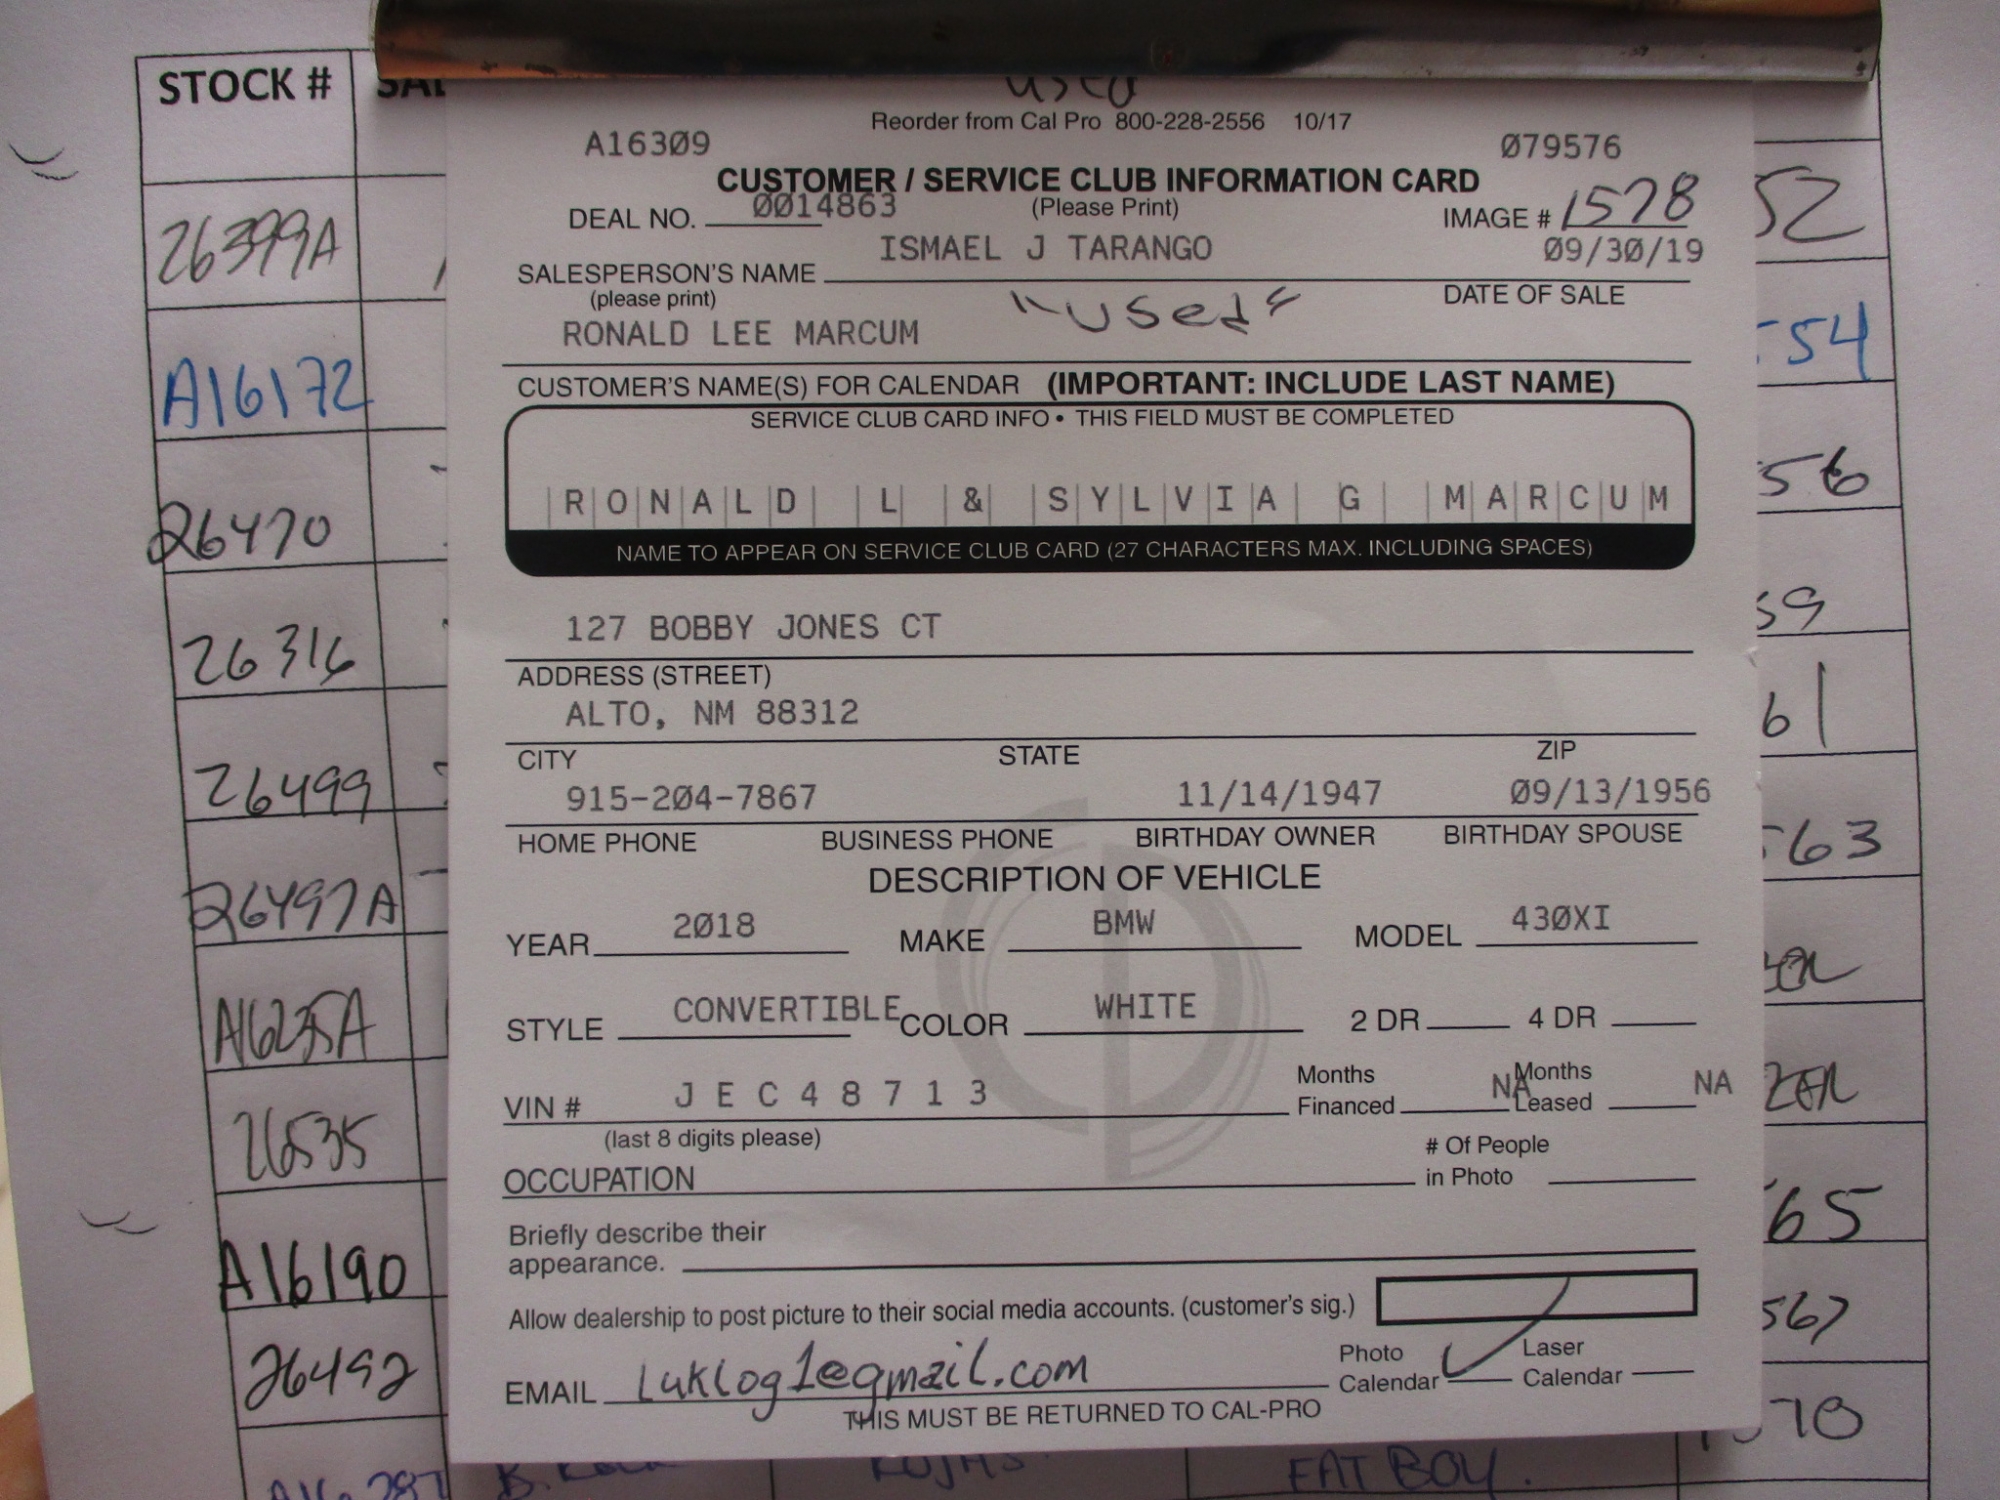 STOCK #
used
Reorder from Cal Pro 800-228-2556 10/17
A16309 079576
CUSTOMER / SERVICE CLUB INFORMATION CARD
DEAL NO. 0014863 (Please Print) IMAGE # 1578
ISMAEL J TARANGO 09/30/19
SALESPERSON'S NAME
(please print) DATE OF SALE
RONALD LEE MARCUM "used"
CUSTOMER'S NAME(S) FOR CALENDAR (IMPORTANT: INCLUDE LAST NAME)
SERVICE CLUB CARD INFO • THIS FIELD MUST BE COMPLETED
RONALD L & SYLVIA G MARCUM
NAME TO APPEAR ON SERVICE CLUB CARD (27 CHARACTERS MAX. INCLUDING SPACES)
127 BOBBY JONES CT
ADDRESS (STREET)
ALTO, NM 88312
CITY STATE ZIP
915-204-7867 11/14/1947 09/13/1956
HOME PHONE BUSINESS PHONE BIRTHDAY OWNER BIRTHDAY SPOUSE
DESCRIPTION OF VEHICLE
YEAR 2018 MAKE BMW MODEL 430XI
STYLE CONVERTIBLE COLOR WHITE 2 DR 4 DR
VIN # JEC48713 Months Financed NA Months Leased NA
(last 8 digits please)
OCCUPATION # Of People in Photo
Briefly describe their
appearance.
Allow dealership to post picture to their social media accounts. (customer's sig.)
EMAIL Luklog1@gmail.com Photo Calendar Laser Calendar
THIS MUST BE RETURNED TO CAL-PRO
26399A
A16172
26470
26316
26499
26497A
A16235A
26535
A16190
26492
FAT BOY.